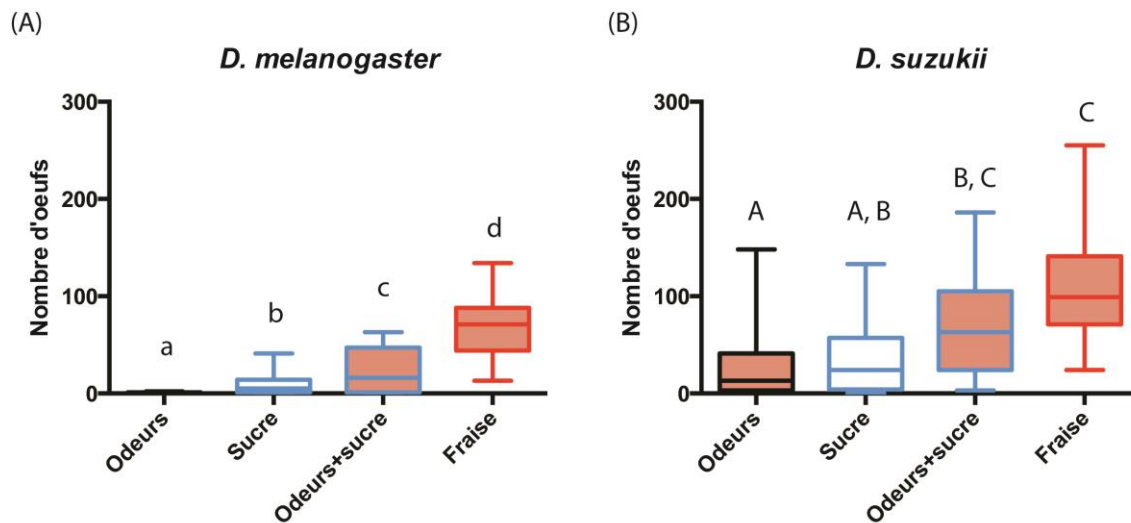 (A)
D. melanogaster
Nombre d'oeufs
300
200
100
0
a
b
c
d
Odeurs
Sucre
Odeurs+sucre
Fraise
(B)
D. suzukii
Nombre d'oeufs
300
200
100
0
A
A, B
B, C
C
Odeurs
Sucre
Odeurs+sucre
Fraise